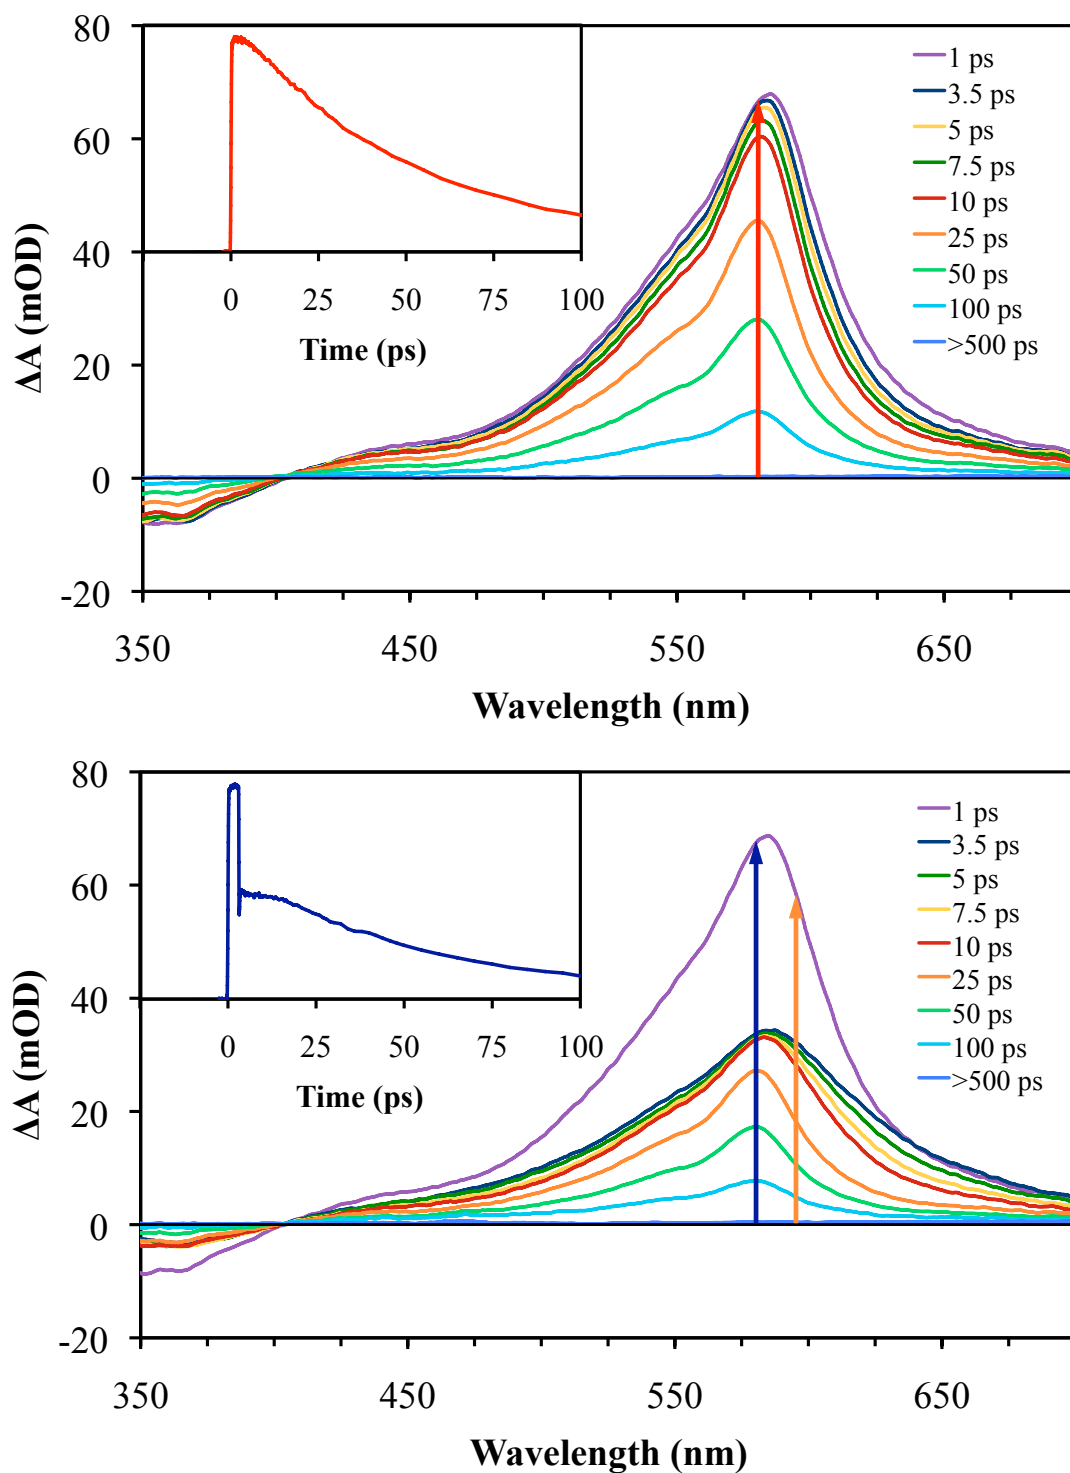 80
60
40
20
0
-20
ΔA (mOD)
350 450 550 650
Wavelength (nm)
0 25 50 75 100
Time (ps)
1 ps
3.5 ps
5 ps
7.5 ps
10 ps
25 ps
50 ps
100 ps
>500 ps
80
60
40
20
0
-20
ΔA (mOD)
350 450 550 650
Wavelength (nm)
0 25 50 75 100
Time (ps)
1 ps
3.5 ps
5 ps
7.5 ps
10 ps
25 ps
50 ps
100 ps
>500 ps